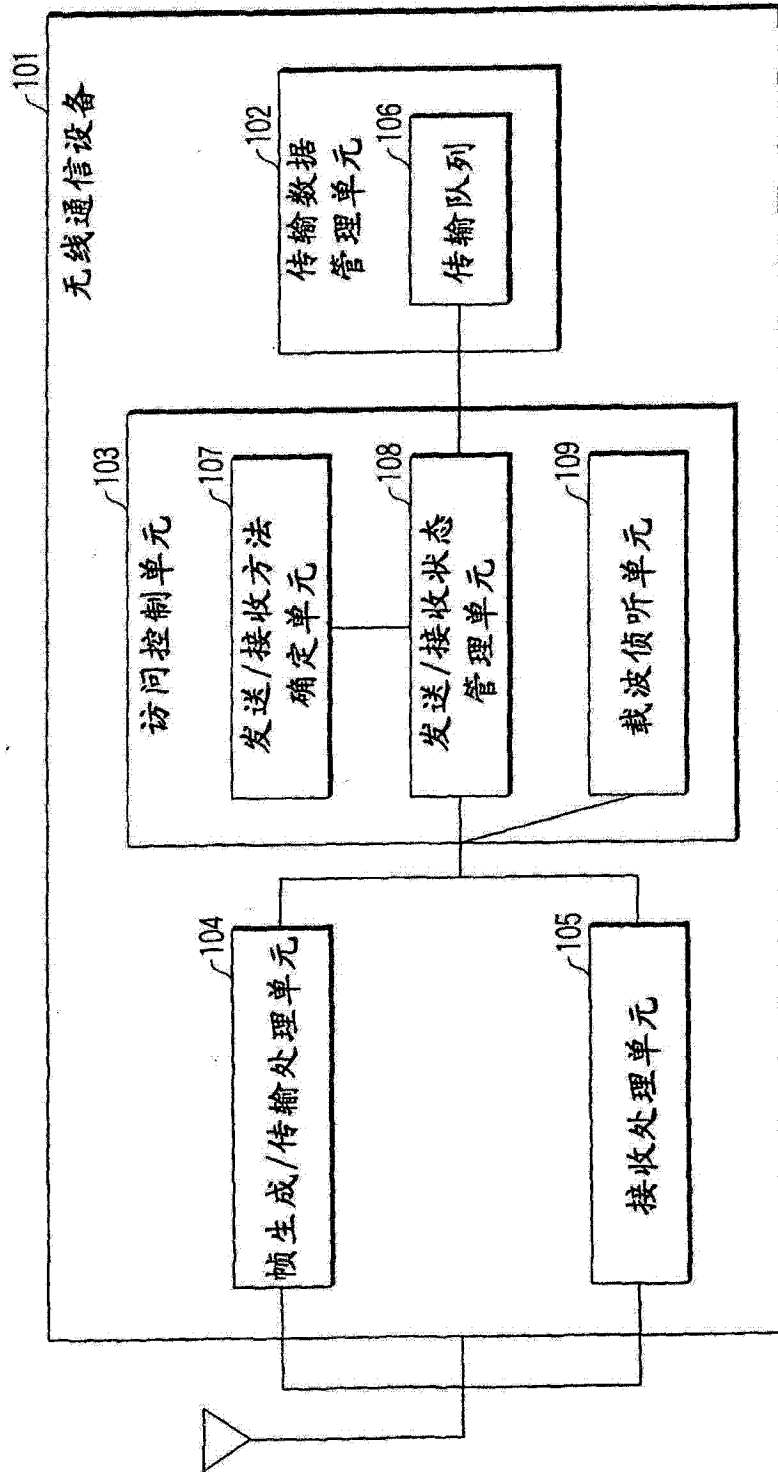 101
无线通信设备
103
访问控制单元
102
传输数据
管理单元
104
帧生成/传输处理单元
107
发送/接收方法
确定单元
106
传输队列
108
发送/接收状态
管理单元
105
接收处理单元
109
载波侦听单元